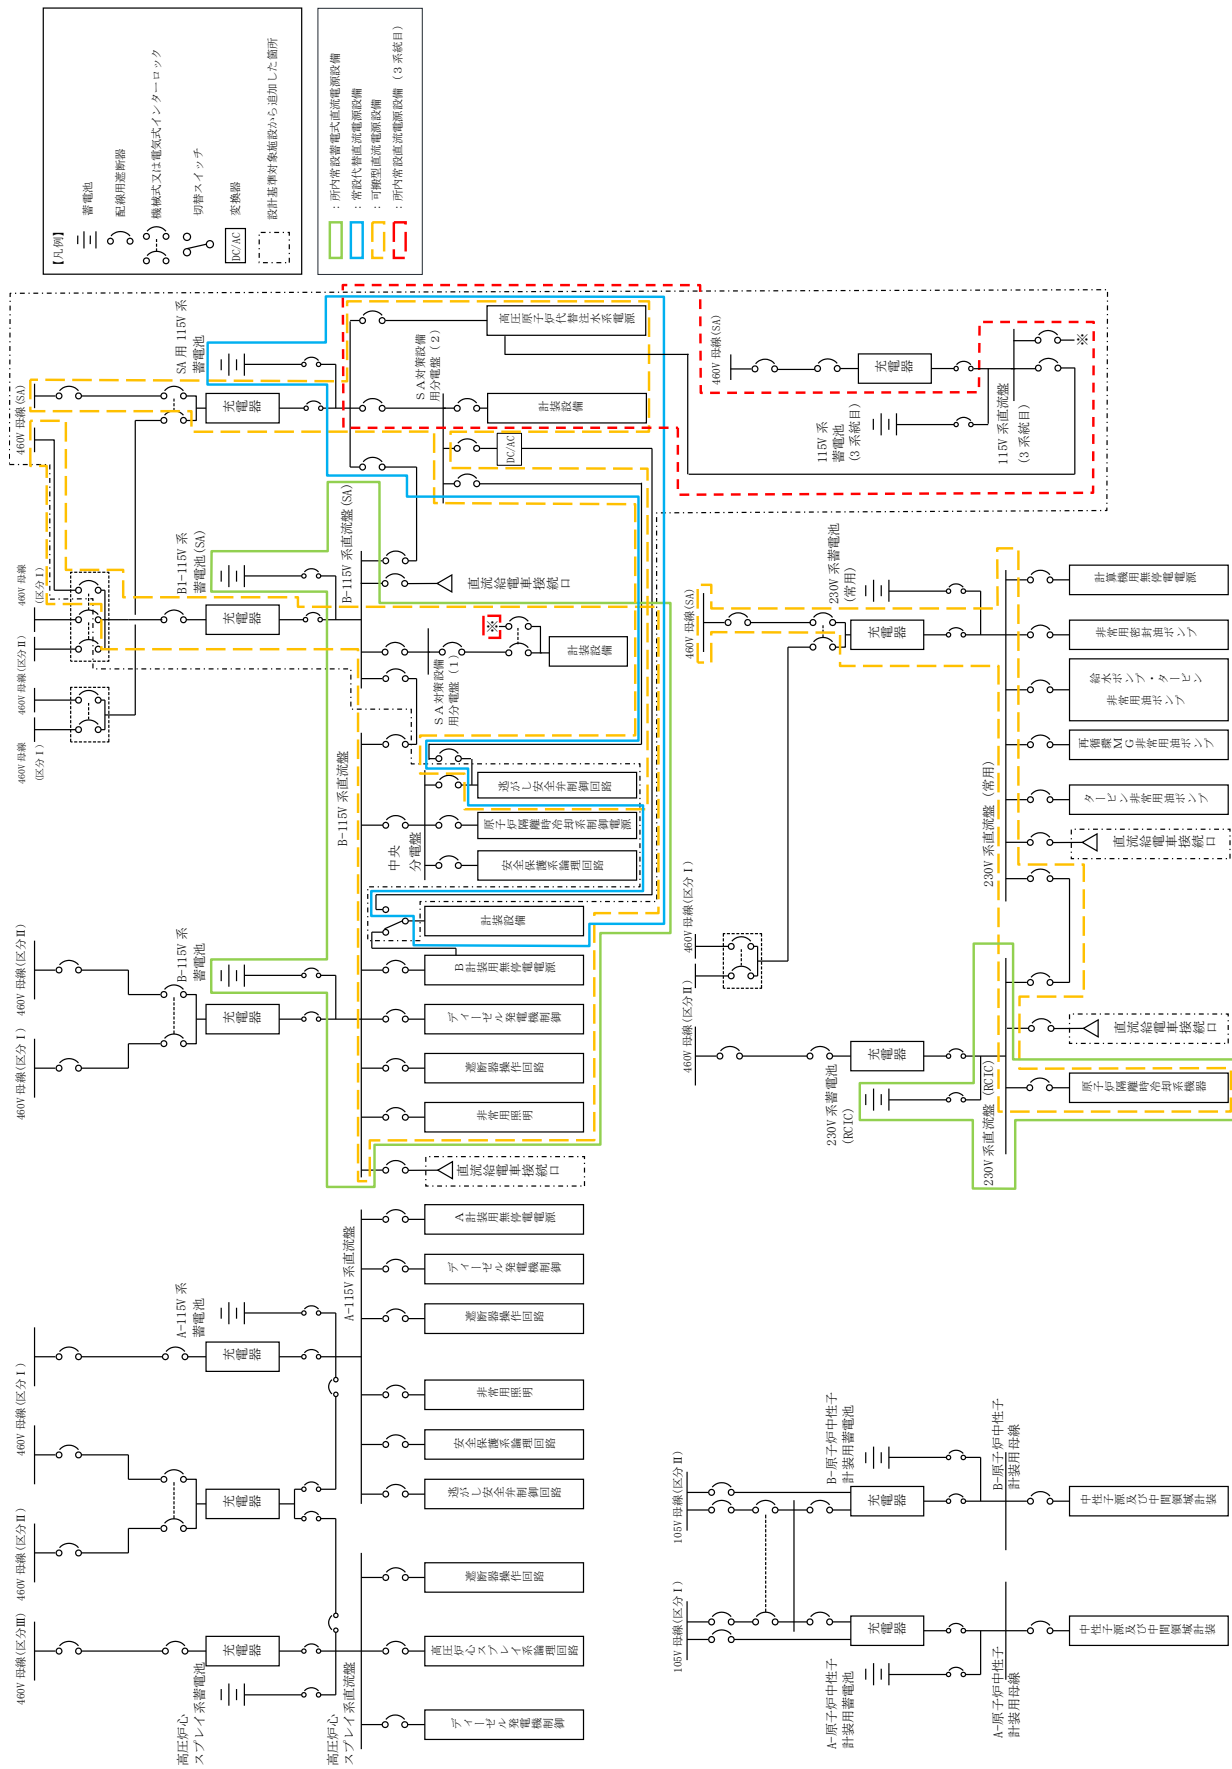 【凡例】
蓄電池
配線用遮断器
機械式又は電気式インターロック
切替スイッチ
DC/AC
変換器
設計基準対象施設から追加した箇所
：所内常設蓄電式直流電源設備
：常設代替直流電源設備
：可搬型直流電源設備
：所内常設直流電源設備（３系統目）
460V 母線(区分Ⅲ)
460V 母線(区分Ⅱ)
460V 母線(区分Ⅰ)
充電器
充電器
充電器
高圧炉心
スプレイ系蓄電池
A-115V 系
蓄電池
高圧炉心
スプレイ系直流盤
A-115V 系直流盤
ディーゼル発電機制御
高圧炉心スプレイ系論理回路
遮断器操作回路
逃がし安全弁制御回路
安全保護系論理回路
非常用照明
遮断器操作回路
ディーゼル発電機制御
A計装用無停電電源
460V 母線(区分Ⅰ)
460V 母線(区分Ⅱ)
充電器
B-115V 系
蓄電池
B-115V 系直流盤
直流給電車接続口
非常用照明
遮断器操作回路
ディーゼル発電機制御
B計装用無停電電源
計装設備
中央
分電盤
安全保護系論理回路
原子炉隔離時冷却系制御電源
逃がし安全弁制御回路
460V 母線
(区分Ⅰ)
460V 母線(区分Ⅱ)
460V 母線
(区分Ⅰ)
460V 母線(SA)
充電器
B1-115V 系
蓄電池(SA)
B-115V 系直流盤(SA)
ＳＡ対策設備
用分電盤（1）
※
計装設備
直流給電車接続口
充電器
SA 用 115V 系
蓄電池
ＳＡ対策設備
用分電盤（2）
DC/AC
計装設備
高圧原子炉代替注水系電源
460V 母線(SA)
充電器
115V 系
蓄電池
(3 系統目)
115V 系直流盤
(3 系統目)
※
105V 母線(区分Ⅰ)
105V 母線(区分Ⅱ)
充電器
充電器
A-原子炉中性子
計装用蓄電池
B-原子炉中性子
計装用蓄電池
A-原子炉中性子
計装用母線
B-原子炉中性子
計装用母線
中性子源及び中間領域計装
中性子源及び中間領域計装
460V 母線(区分Ⅱ)
460V 母線(区分Ⅰ)
460V 母線(SA)
充電器
230V 系蓄電池
(RCIC)
230V 系直流盤 (RCIC)
原子炉隔離時冷却系機器
直流給電車接続口
充電器
230V 系蓄電池
(常用)
230V 系直流盤 (常用)
直流給電車接続口
タービン非常用油ポンプ
再循環ＭＧ非常用油ポンプ
給水ポンプ・タービン
非常用油ポンプ
非常用密封油ポンプ
計算機用無停電電源